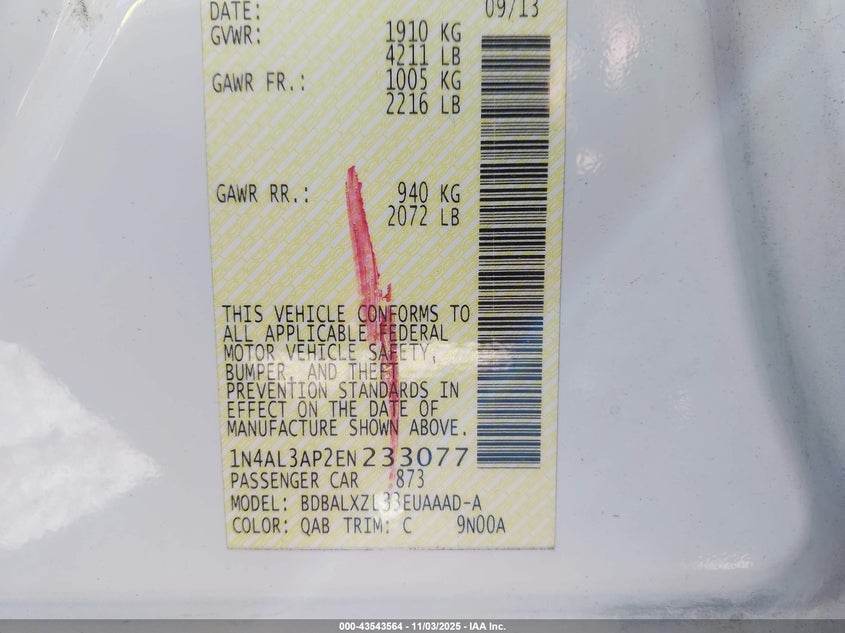 DATE: 09/13
GVWR: 1910 KG
4211 LB
GAWR FR.: 1005 KG
2216 LB
GAWR RR.: 940 KG
2072 LB
THIS VEHICLE CONFORMS TO
ALL APPLICABLE FEDERAL
MOTOR VEHICLE SAFETY,
BUMPER, AND THEFT
PREVENTION STANDARDS IN
EFFECT ON THE DATE OF
MANUFACTURE SHOWN ABOVE.
1N4AL3AP2EN233077
PASSENGER CAR 873
MODEL: BDBALXZL33EUAAAD-A
COLOR: QAB TRIM: C 9N00A
000-43543564 - 11/03/2025 - IAA Inc.